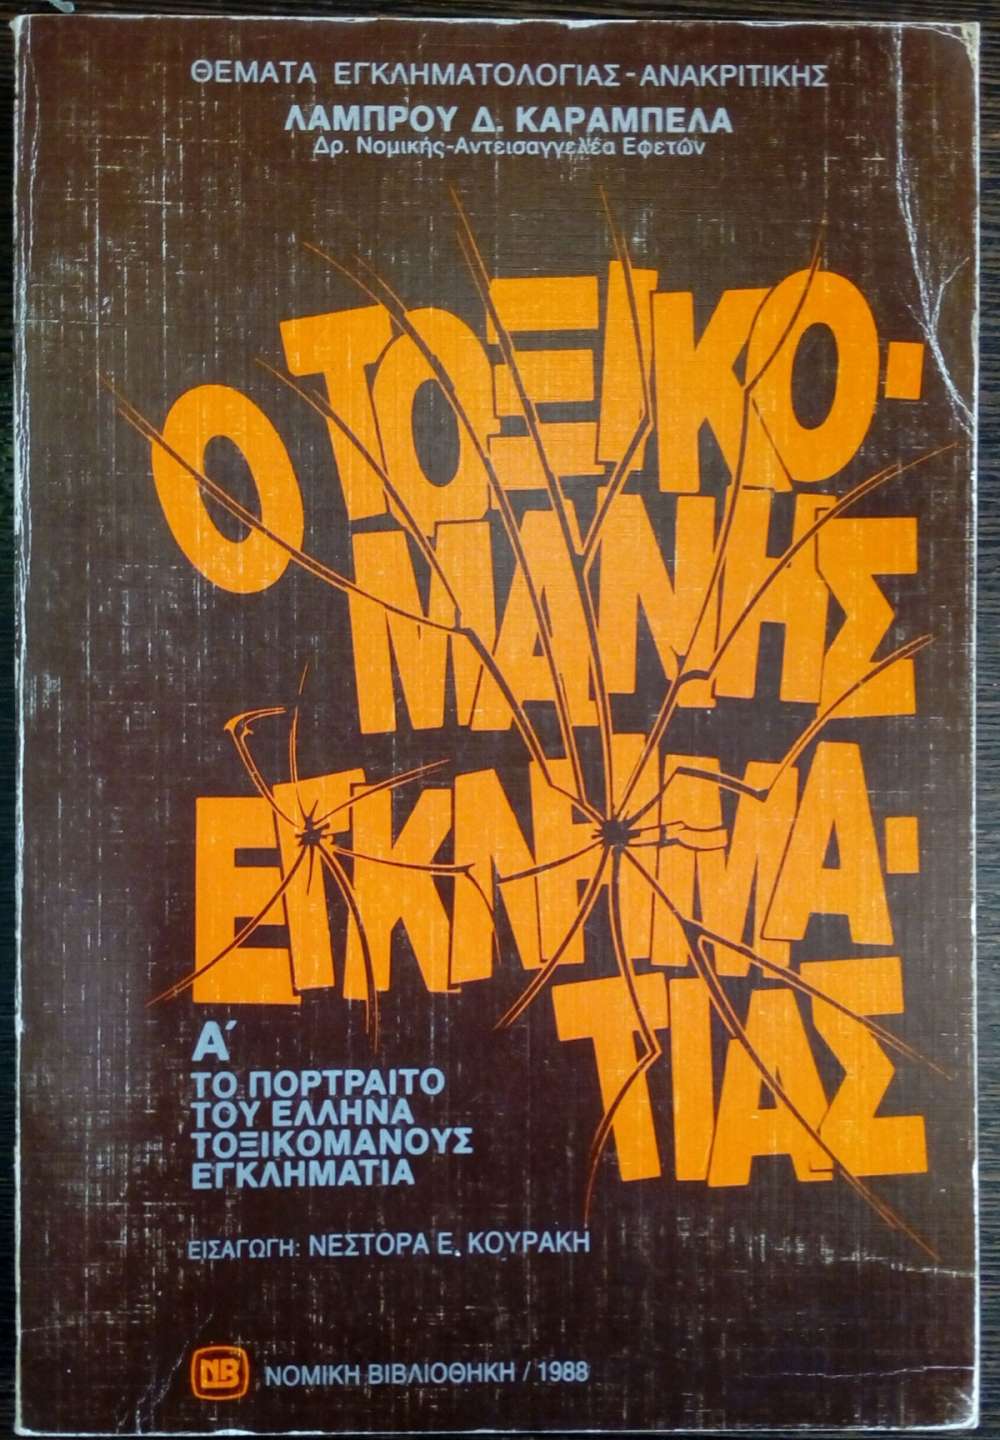 ΘΕΜΑΤΑ ΕΓΚΛΗΜΑΤΟΛΟΓΙΑΣ - ΑΝΑΚΡΙΤΙΚΗΣ
ΛΑΜΠΡΟΥ Δ. ΚΑΡΑΜΠΕΛΑ
Δρ. Νομικής-Αντεισαγγελέα Εφετών
Ο ΤΟΞΙΚΟ-
ΜΑΝΗΣ
ΕΓΚΛΗΜΑ-
ΤΙΑΣ
Α΄
ΤΟ ΠΟΡΤΡΑΙΤΟ
ΤΟΥ ΕΛΛΗΝΑ
ΤΟΞΙΚΟΜΑΝΟΥΣ
ΕΓΚΛΗΜΑΤΙΑ
ΕΙΣΑΓΩΓΗ: ΝΕΣΤΟΡΑ Ε. ΚΟΥΡΑΚΗ
ΝΒ ΝΟΜΙΚΗ ΒΙΒΛΙΟΘΗΚΗ / 1988